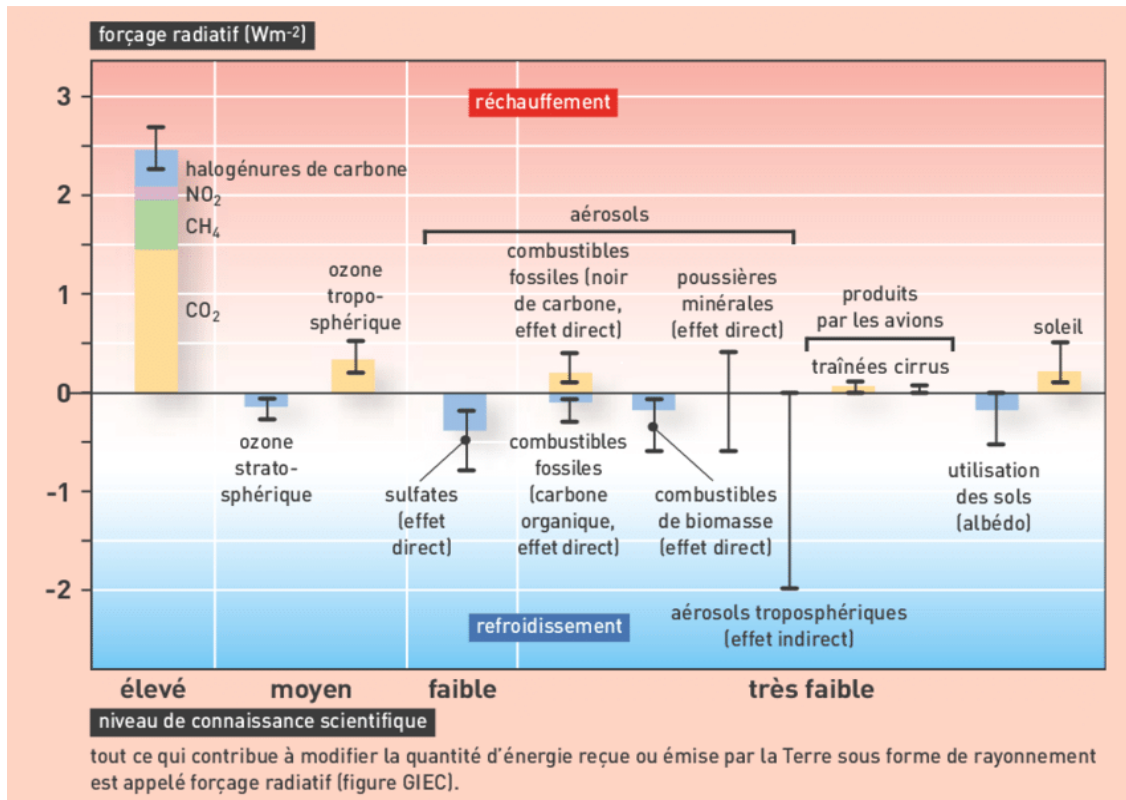 forçage radiatif (Wm-2)
3
réchauffement
halogénures de carbone
2
NO2
CH4
aérosols
combustibles
fossiles (noir
de carbone,
effet direct)
poussières
minérales
(effet direct)
ozone
tropo-
sphérique
1
CO2
produits
par les avions
soleil
traînées cirrus
0
ozone
strato-
sphérique
sulfates
(effet
direct)
combustibles
fossiles
(carbone
organique,
effet direct)
combustibles
de biomasse
(effet direct)
utilisation
des sols
(albédo)
-1
-2
refroidissement
aérosols troposphériques
(effet indirect)
élevé moyen faible très faible
niveau de connaissance scientifique
tout ce qui contribue à modifier la quantité d’énergie reçue ou émise par la Terre sous forme de rayonnement
est appelé forçage radiatif (figure GIEC).